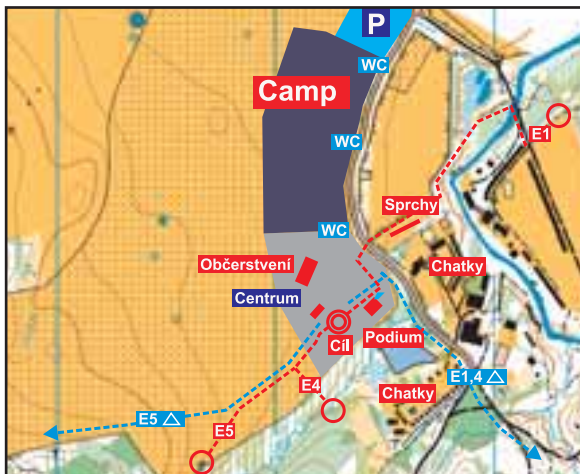 P
WC
Camp
E1
WC
Sprchy
WC
Občerstvení
Chatky
Centrum
Cíl
Podium
E4
E1,4
Chatky
E5
E5